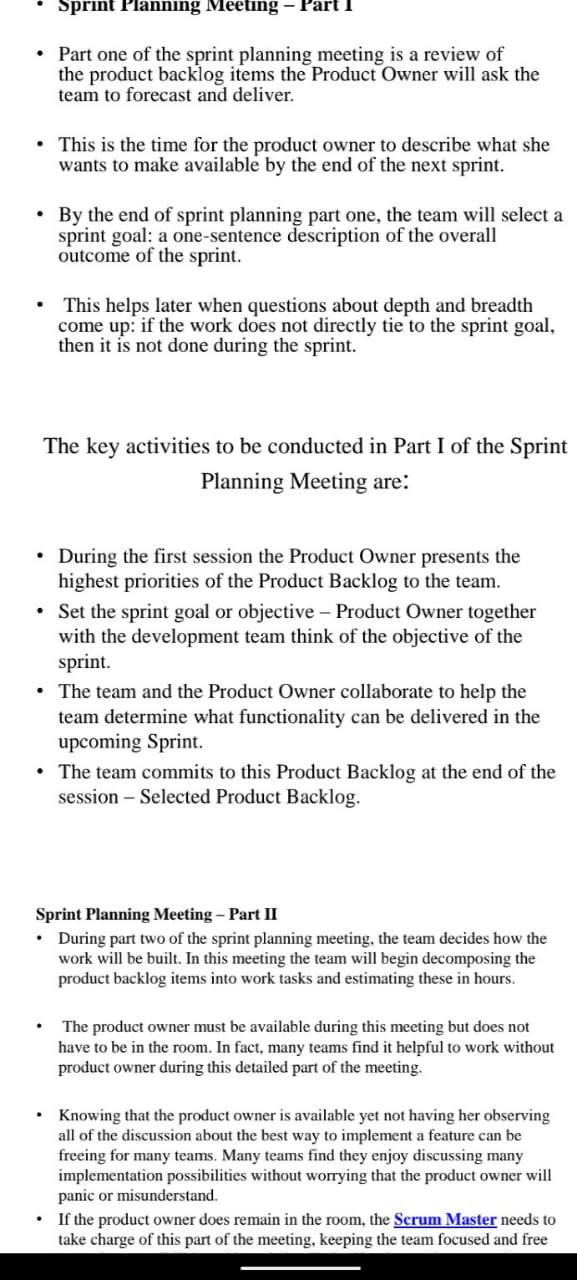 • Sprint Planning Meeting – Part I
• Part one of the sprint planning meeting is a review of
the product backlog items the Product Owner will ask the
team to forecast and deliver.
• This is the time for the product owner to describe what she
wants to make available by the end of the next sprint.
• By the end of sprint planning part one, the team will select a
sprint goal: a one-sentence description of the overall
outcome of the sprint.
• This helps later when questions about depth and breadth
come up: if the work does not directly tie to the sprint goal,
then it is not done during the sprint.
The key activities to be conducted in Part I of the Sprint
Planning Meeting are:
• During the first session the Product Owner presents the
highest priorities of the Product Backlog to the team.
• Set the sprint goal or objective – Product Owner together
with the development team think of the objective of the
sprint.
• The team and the Product Owner collaborate to help the
team determine what functionality can be delivered in the
upcoming Sprint.
• The team commits to this Product Backlog at the end of the
session – Selected Product Backlog.
Sprint Planning Meeting – Part II
• During part two of the sprint planning meeting, the team decides how the
work will be built. In this meeting the team will begin decomposing the
product backlog items into work tasks and estimating these in hours.
• The product owner must be available during this meeting but does not
have to be in the room. In fact, many teams find it helpful to work without
product owner during this detailed part of the meeting.
• Knowing that the product owner is available yet not having her observing
all of the discussion about the best way to implement a feature can be
freeing for many teams. Many teams find they enjoy discussing many
implementation possibilities without worrying that the product owner will
panic or misunderstand.
• If the product owner does remain in the room, the Scrum Master needs to
take charge of this part of the meeting, keeping the team focused and free